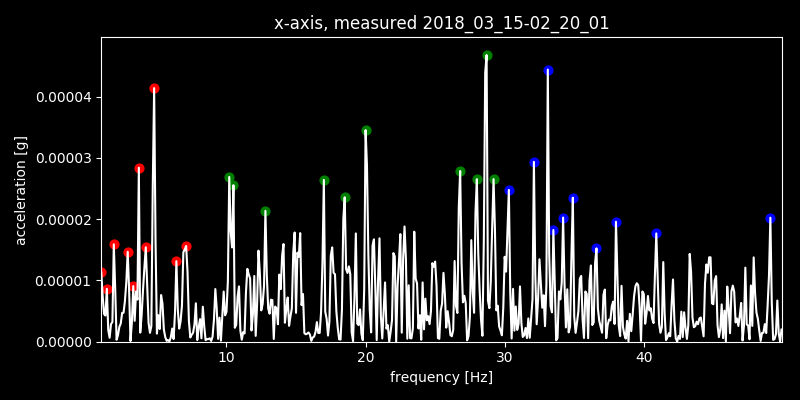 x-axis, measured 2018_03_15-02_20_01
0.00004
0.00003
0.00002
0.00001
0.00000
acceleration [g]
10 20 30 40
frequency [Hz]